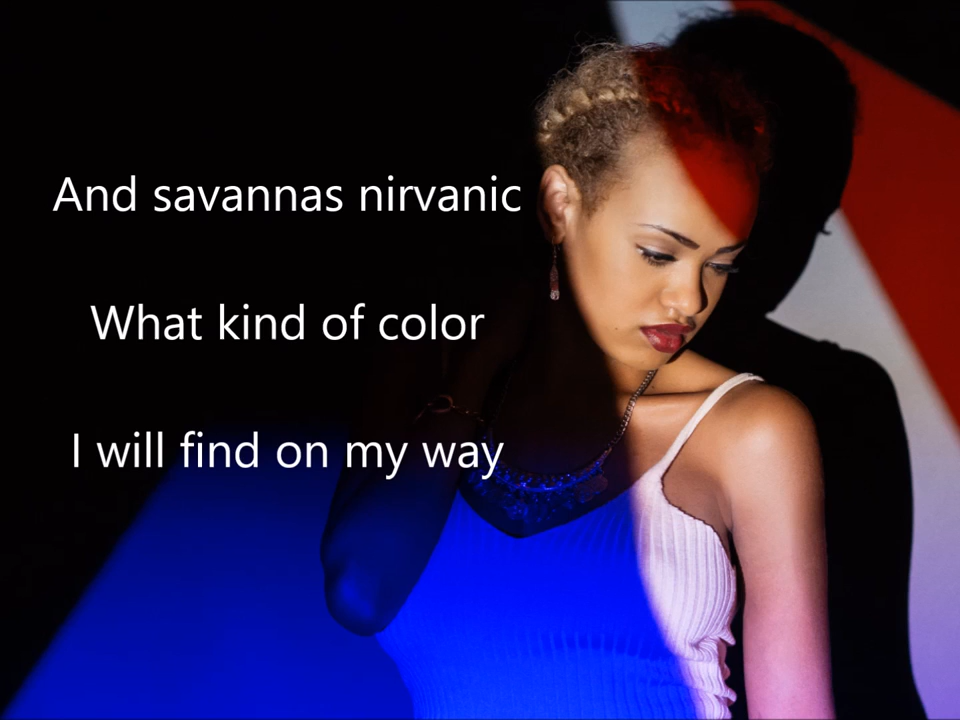 And savannas nirvanic
What kind of color
I will find on my way